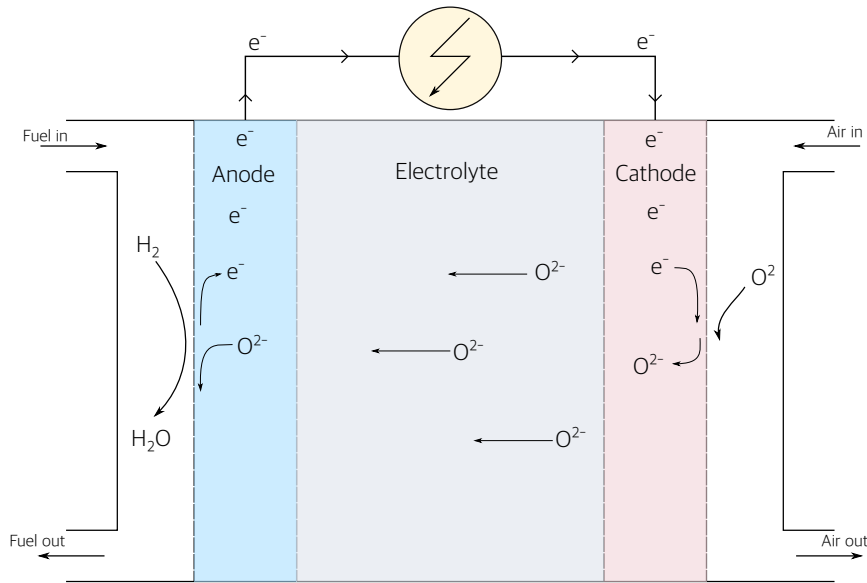 e⁻
e⁻
Fuel in
e⁻
e⁻
Air in
Anode
Electrolyte
Cathode
e⁻
e⁻
H₂
e⁻
O²⁻
e⁻
O²
O²⁻
O²⁻
O²⁻
H₂O
O²⁻
Fuel out
Air out